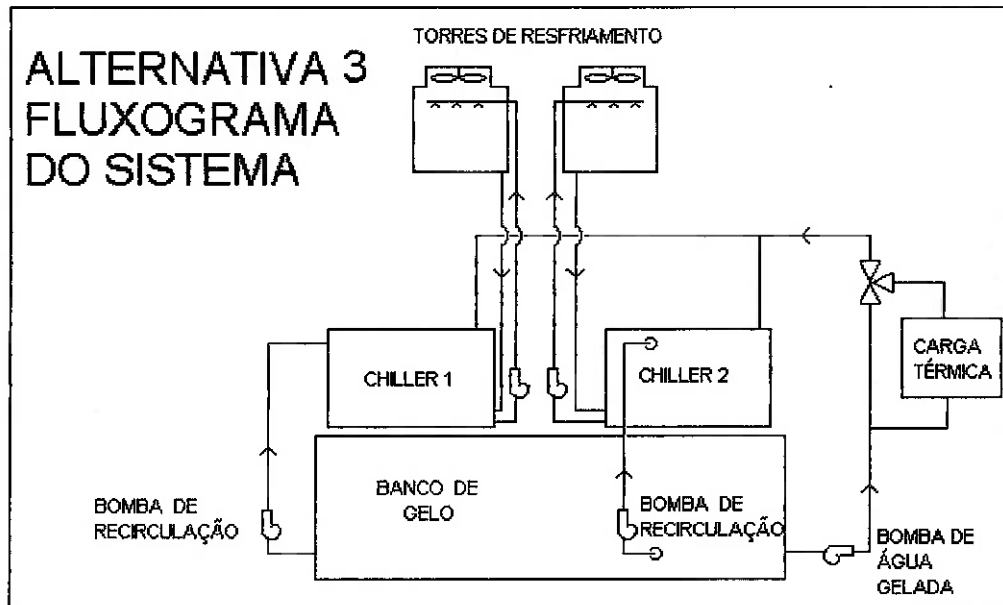 ALTERNATIVA 3
FLUXOGRAMA
DO SISTEMA
TORRES DE RESFRIAMENTO
CARGA
TÉRMICA
CHILLER 1
CHILLER 2
BANCO DE
GELO
BOMBA DE
RECIRCULAÇÃO
BOMBA DE
RECIRCULAÇÃO
BOMBA DE
ÁGUA
GELADA